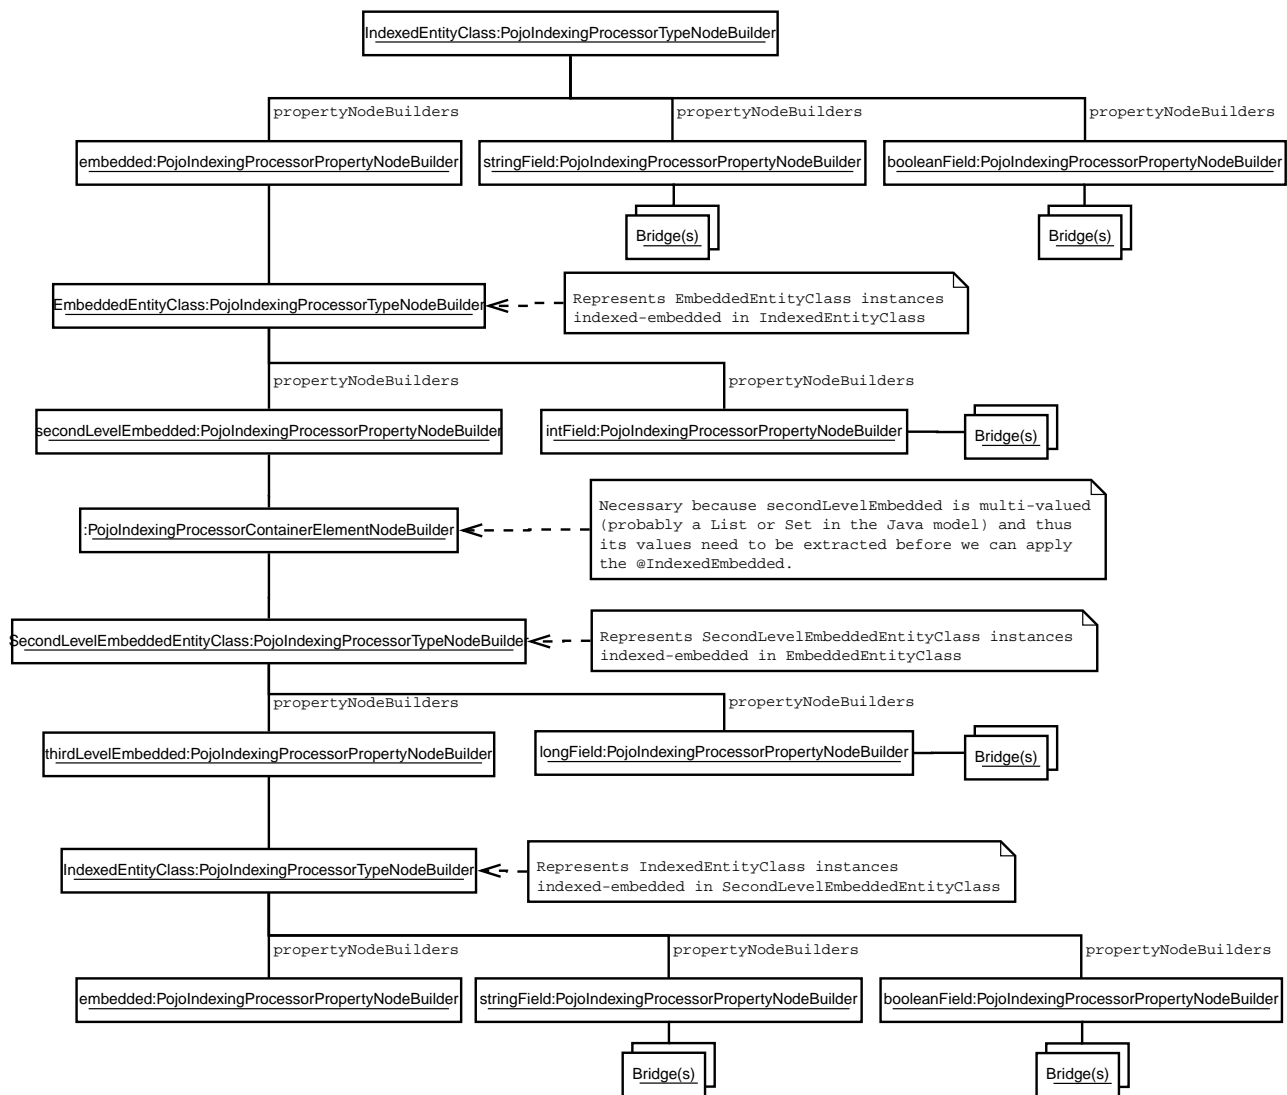 IndexedEntityClass:PojoIndexingProcessorTypeNodeBuilder
propertyNodeBuilders
propertyNodeBuilders
propertyNodeBuilders
embedded:PojoIndexingProcessorPropertyNodeBuilder
stringField:PojoIndexingProcessorPropertyNodeBuilder
booleanField:PojoIndexingProcessorPropertyNodeBuilder
Bridge(s)
Bridge(s)
EmbeddedEntityClass:PojoIndexingProcessorTypeNodeBuilder
Represents EmbeddedEntityClass instances
indexed-embedded in IndexedEntityClass
propertyNodeBuilders
propertyNodeBuilders
secondLevelEmbedded:PojoIndexingProcessorPropertyNodeBuilder
intField:PojoIndexingProcessorPropertyNodeBuilder
Bridge(s)
:PojoIndexingProcessorContainerElementNodeBuilder
Necessary because secondLevelEmbedded is multi-valued
(probably a List or Set in the Java model) and thus
its values need to be extracted before we can apply
the @IndexedEmbedded.
SecondLevelEmbeddedEntityClass:PojoIndexingProcessorTypeNodeBuilder
Represents SecondLevelEmbeddedEntityClass instances
indexed-embedded in EmbeddedEntityClass
propertyNodeBuilders
propertyNodeBuilders
thirdLevelEmbedded:PojoIndexingProcessorPropertyNodeBuilder
longField:PojoIndexingProcessorPropertyNodeBuilder
Bridge(s)
IndexedEntityClass:PojoIndexingProcessorTypeNodeBuilder
Represents IndexedEntityClass instances
indexed-embedded in SecondLevelEmbeddedEntityClass
propertyNodeBuilders
propertyNodeBuilders
propertyNodeBuilders
embedded:PojoIndexingProcessorPropertyNodeBuilder
stringField:PojoIndexingProcessorPropertyNodeBuilder
booleanField:PojoIndexingProcessorPropertyNodeBuilder
Bridge(s)
Bridge(s)